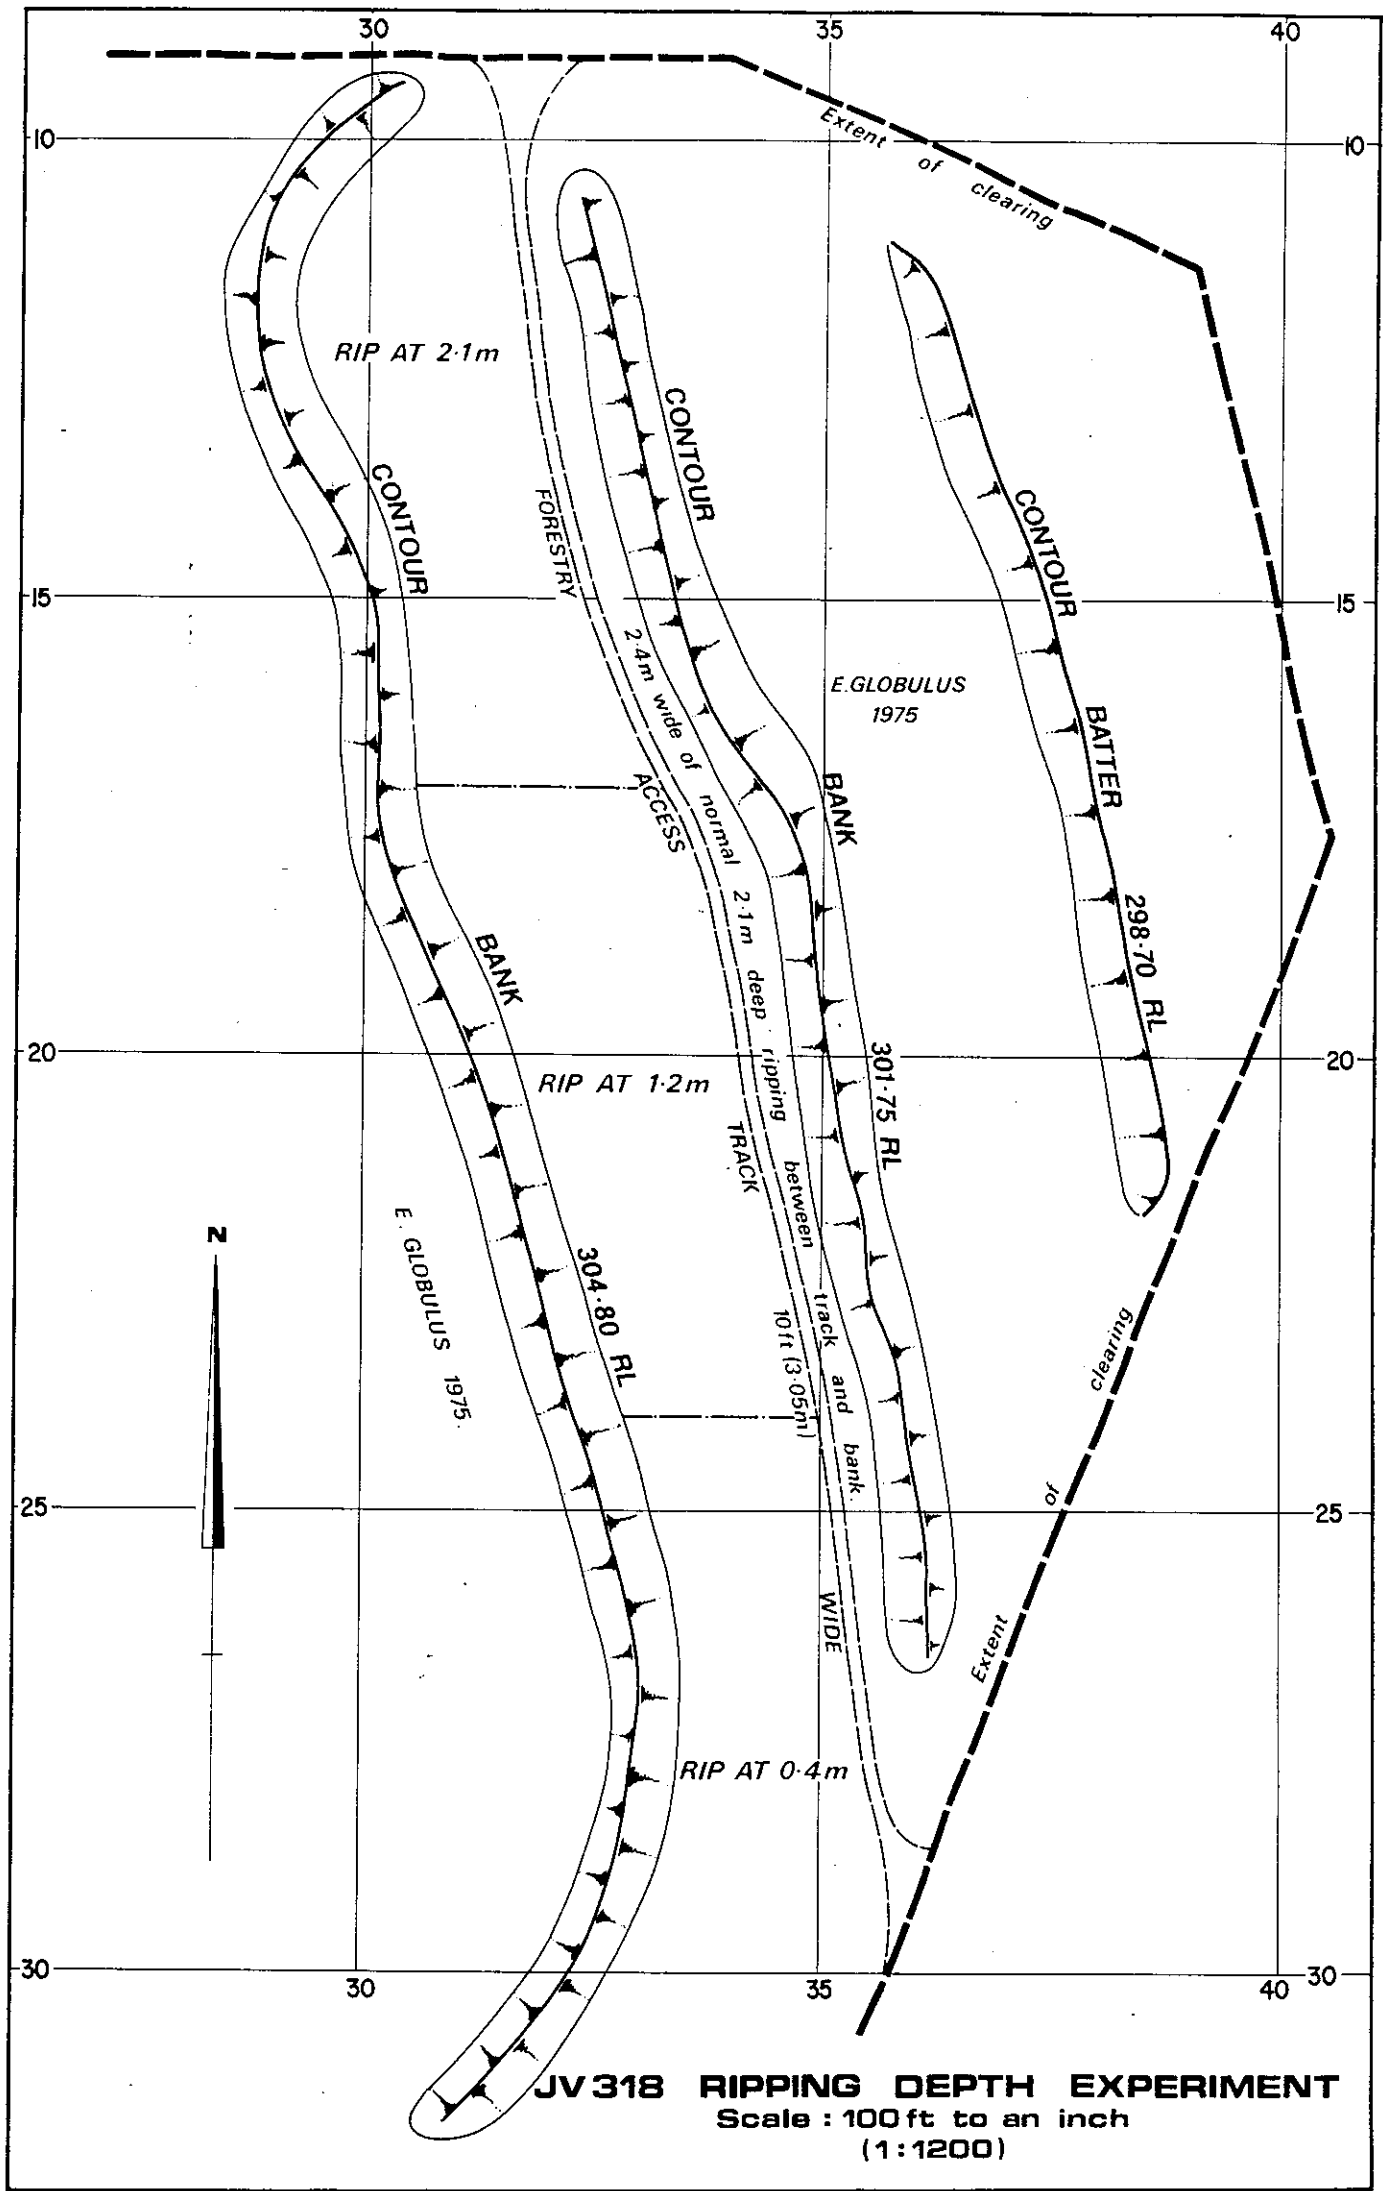 30 35 40
Extent of clearing
10 10
RIP AT 2·1m
CONTOUR
CONTOUR
CONTOUR
FORESTRY
15 15
2·4m wide of normal 2·1m deep ripping between track and bank.
E.GLOBULUS
1975
BATTER
ACCESS
BANK
298·70 RL
BANK
20 20
301·75 RL
RIP AT 1·2m
TRACK
E. GLOBULUS 1975.
N
304·80 RL
10ft (3·05m)
Extent of clearing
25 25
WIDE
RIP AT 0·4m
30 30
30 35 40
JV318 RIPPING DEPTH EXPERIMENT
Scale : 100ft to an inch
(1:1200)